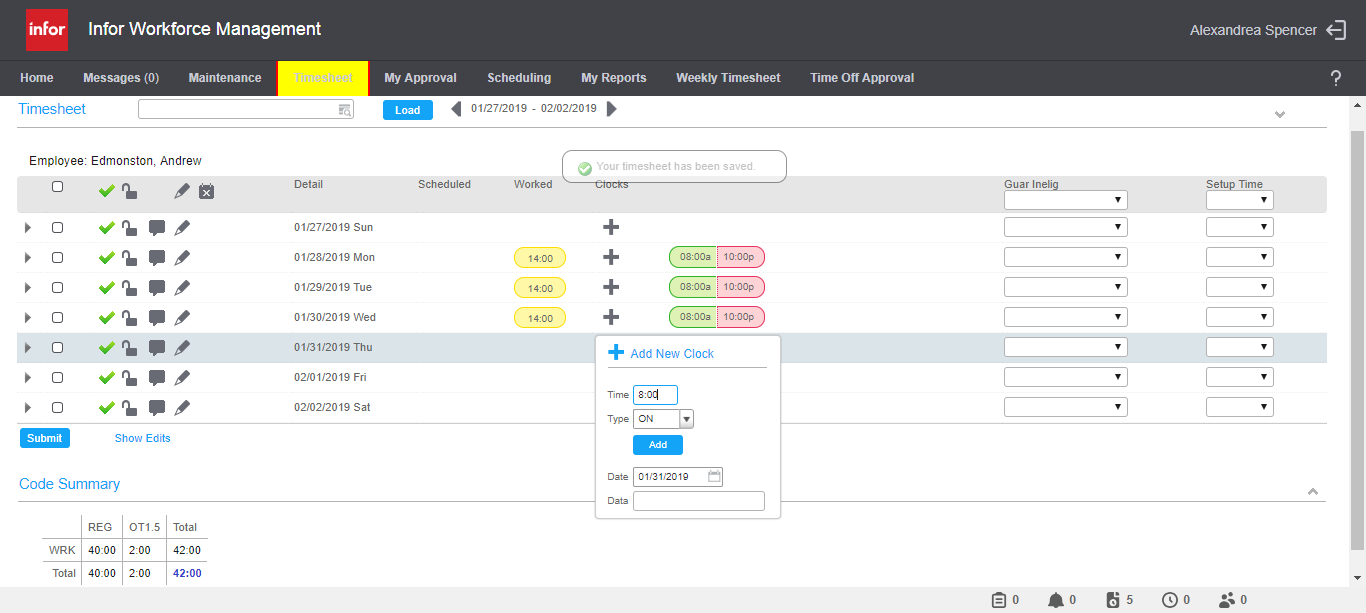 infor Infor Workforce Management Alexandrea Spencer
Home Messages (0) Maintenance Timesheet My Approval Scheduling My Reports Weekly Timesheet Time Off Approval ?
Timesheet Load 01/27/2019 - 02/02/2019
Employee: Edmonston, Andrew
Your timesheet has been saved.
Detail Scheduled Worked Clocks Guar Inelig Setup Time
01/27/2019 Sun
01/28/2019 Mon 14:00 08:00a 10:00p
01/29/2019 Tue 14:00 08:00a 10:00p
01/30/2019 Wed 14:00 08:00a 10:00p
01/31/2019 Thu
02/01/2019 Fri
02/02/2019 Sat
Add New Clock
Time 8:00
Type ON
Add
Date 01/31/2019
Data
Submit Show Edits
Code Summary
REG OT1.5 Total
WRK 40:00 2:00 42:00
Total 40:00 2:00 42:00
0 0 5 0 0